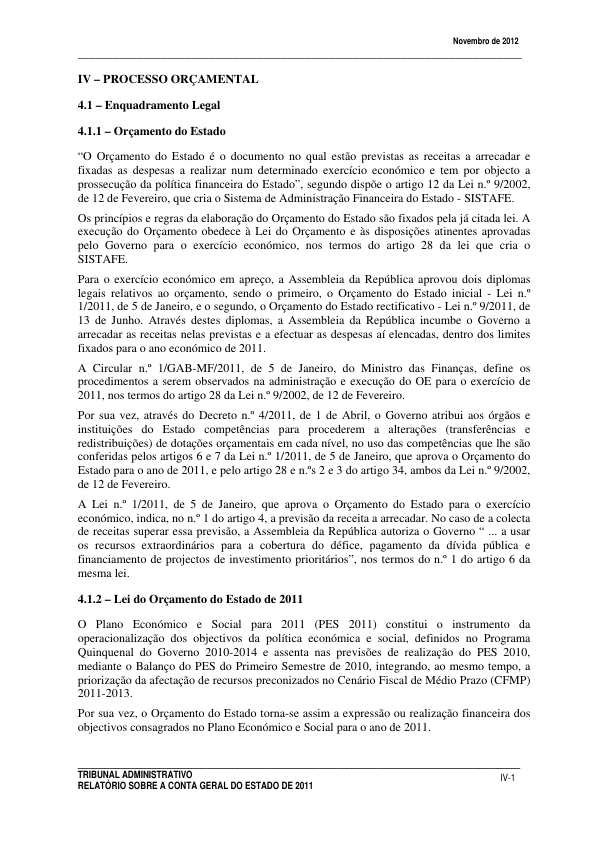 Novembro de 2012
IV – PROCESSO ORÇAMENTAL
4.1 – Enquadramento Legal
4.1.1 – Orçamento do Estado
“O Orçamento do Estado é o documento no qual estão previstas as receitas a arrecadar e
fixadas as despesas a realizar num determinado exercício económico e tem por objecto a
prossecução da política financeira do Estado”, segundo dispõe o artigo 12 da Lei n.º 9/2002,
de 12 de Fevereiro, que cria o Sistema de Administração Financeira do Estado - SISTAFE.
Os princípios e regras da elaboração do Orçamento do Estado são fixados pela já citada lei. A
execução do Orçamento obedece à Lei do Orçamento e às disposições atinentes aprovadas
pelo Governo para o exercício económico, nos termos do artigo 28 da lei que cria o
SISTAFE.
Para o exercício económico em apreço, a Assembleia da República aprovou dois diplomas
legais relativos ao orçamento, sendo o primeiro, o Orçamento do Estado inicial - Lei n.º
1/2011, de 5 de Janeiro, e o segundo, o Orçamento do Estado rectificativo - Lei n.º 9/2011, de
13 de Junho. Através destes diplomas, a Assembleia da República incumbe o Governo a
arrecadar as receitas nelas previstas e a efectuar as despesas aí elencadas, dentro dos limites
fixados para o ano económico de 2011.
A Circular n.º 1/GAB-MF/2011, de 5 de Janeiro, do Ministro das Finanças, define os
procedimentos a serem observados na administração e execução do OE para o exercício de
2011, nos termos do artigo 28 da Lei n.º 9/2002, de 12 de Fevereiro.
Por sua vez, através do Decreto n.º 4/2011, de 1 de Abril, o Governo atribui aos órgãos e
instituições do Estado competências para procederem a alterações (transferências e
redistribuições) de dotações orçamentais em cada nível, no uso das competências que lhe são
conferidas pelos artigos 6 e 7 da Lei n.º 1/2011, de 5 de Janeiro, que aprova o Orçamento do
Estado para o ano de 2011, e pelo artigo 28 e n.ºs 2 e 3 do artigo 34, ambos da Lei n.º 9/2002,
de 12 de Fevereiro.
A Lei n.º 1/2011, de 5 de Janeiro, que aprova o Orçamento do Estado para o exercício
económico, indica, no n.º 1 do artigo 4, a previsão da receita a arrecadar. No caso de a colecta
de receitas superar essa previsão, a Assembleia da República autoriza o Governo “ ... a usar
os recursos extraordinários para a cobertura do défice, pagamento da dívida pública e
financiamento de projectos de investimento prioritários”, nos termos do n.º 1 do artigo 6 da
mesma lei.
4.1.2 – Lei do Orçamento do Estado de 2011
O Plano Económico e Social para 2011 (PES 2011) constitui o instrumento da
operacionalização dos objectivos da política económica e social, definidos no Programa
Quinquenal do Governo 2010-2014 e assenta nas previsões de realização do PES 2010,
mediante o Balanço do PES do Primeiro Semestre de 2010, integrando, ao mesmo tempo, a
priorização da afectação de recursos preconizados no Cenário Fiscal de Médio Prazo (CFMP)
2011-2013.
Por sua vez, o Orçamento do Estado torna-se assim a expressão ou realização financeira dos
objectivos consagrados no Plano Económico e Social para o ano de 2011.
TRIBUNAL ADMINISTRATIVO
RELATÓRIO SOBRE A CONTA GERAL DO ESTADO DE 2011
IV-1